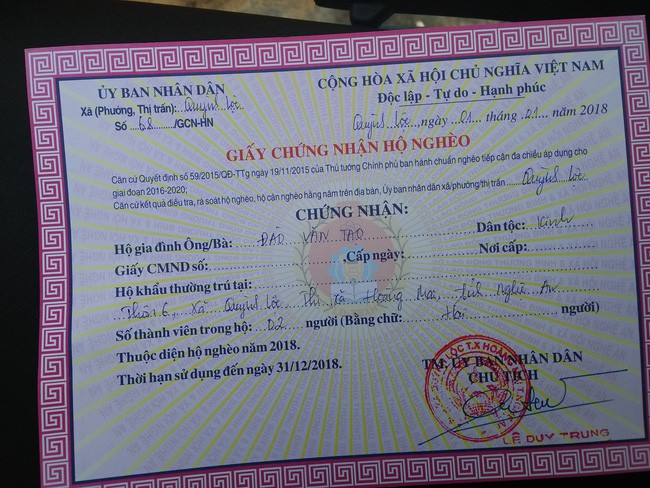 ỦY BAN NHÂN DÂN
Xã (Phường, Thị trấn): Quỳnh Lộc
Số 68 /GCN-HN
CỘNG HÒA XÃ HỘI CHỦ NGHĨA VIỆT NAM
Độc lập - Tự do - Hạnh phúc
Quỳnh Lộc, ngày 01 tháng 01 năm 2018
GIẤY CHỨNG NHẬN HỘ NGHÈO
Căn cứ Quyết định số 59/2015/QĐ-TTg ngày 19/11/2015 của Thủ tướng Chính phủ ban hành chuẩn nghèo tiếp cận đa chiều áp dụng cho
giai đoạn 2016-2020;
Căn cứ kết quả điều tra, rà soát hộ nghèo, hộ cận nghèo hằng năm trên địa bàn, Ủy ban nhân dân xã/phường/thị trấn Quỳnh Lộc
CHỨNG NHẬN:
Hộ gia đình Ông/Bà: ĐÀO VĂN TAO Dân tộc: Kinh
Giấy CMND số: Cấp ngày: Nơi cấp:
Hộ khẩu thường trú tại:
Thôn 6, xã Quỳnh Lộc Thị xã Hoàng Mai, tỉnh Nghệ An
Số thành viên trong hộ: 02 người (Bằng chữ: Hai người)
Thuộc diện hộ nghèo năm 2018.
Thời hạn sử dụng đến ngày 31/12/2018.
TM. ỦY BAN NHÂN DÂN
CHỦ TỊCH
LÊ DUY TRUNG